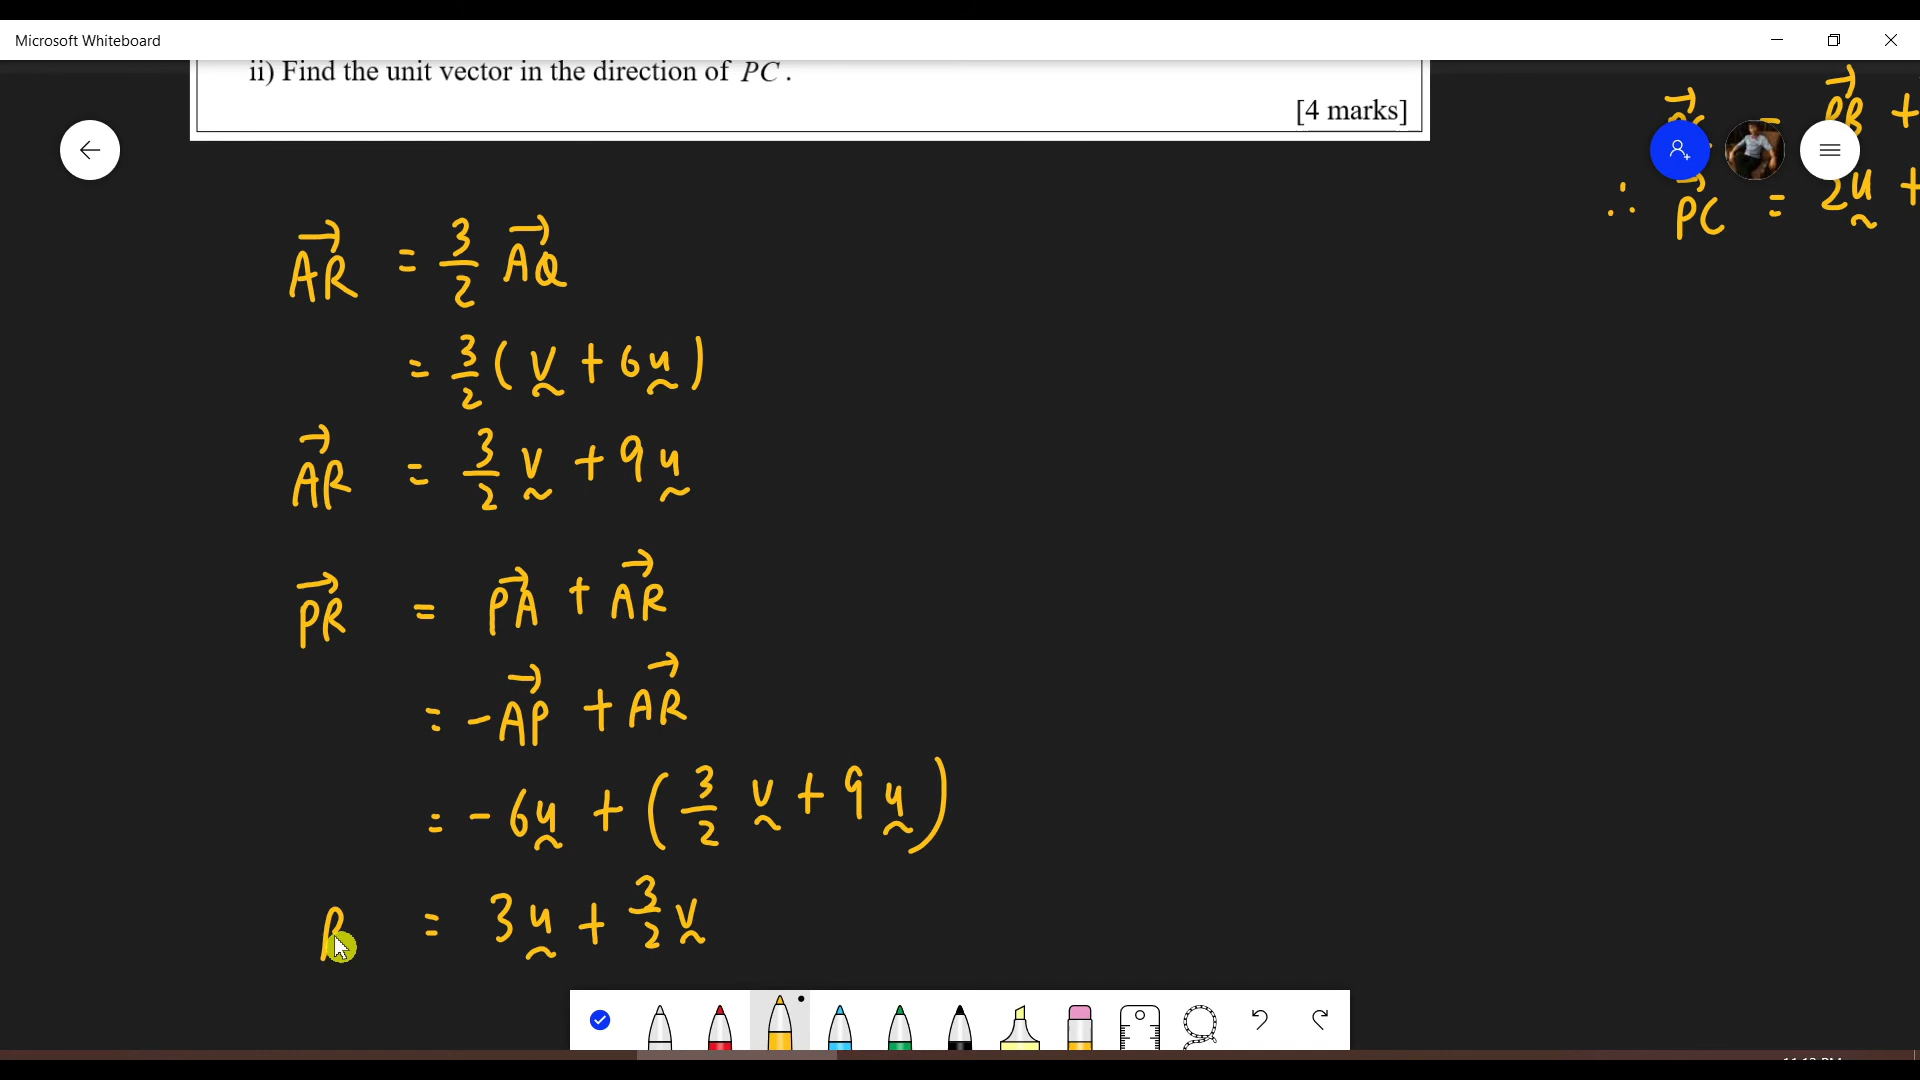 Microsoft Whiteboard
ii) Find the unit vector in the direction of PC.
[4 marks]
= PB +
∴ PC = 2u +
AR = 3/2 AQ
= 3/2 (v + 6u)
AR = 3/2 v + 9u
PR = PA + AR
= -AP + AR
= -6u + (3/2 v + 9u)
= 3u + 3/2 v